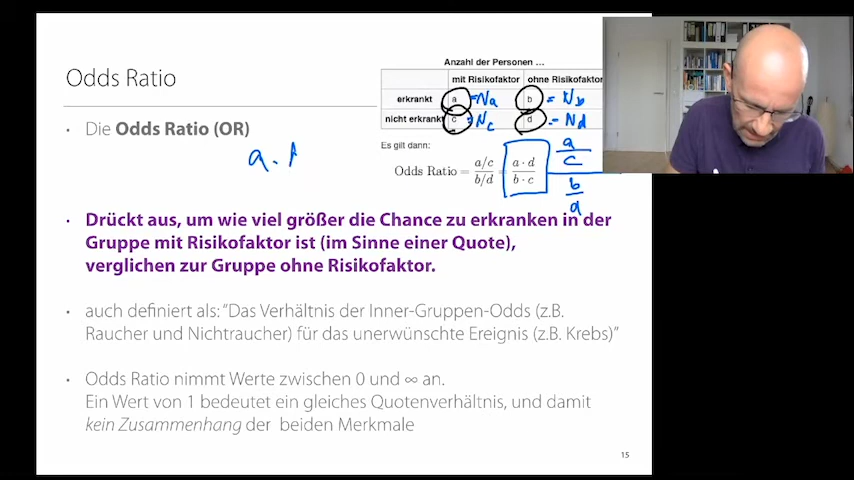 Odds Ratio
Anzahl der Personen ...
mit Risikofaktor ohne Risikofaktor
erkrankt a = Na b = Nb
nicht erkrankt c = Nc d = Nd
• Die Odds Ratio (OR)
a .
Es gilt dann:
Odds Ratio = a/c / b/d = a · d / b · c
a
c
b
d
• Drückt aus, um wie viel größer die Chance zu erkranken in der
Gruppe mit Risikofaktor ist (im Sinne einer Quote),
verglichen zur Gruppe ohne Risikofaktor.
• auch definiert als: “Das Verhältnis der Inner-Gruppen-Odds (z.B.
Raucher und Nichtraucher) für das unerwünschte Ereignis (z.B. Krebs)”
• Odds Ratio nimmt Werte zwischen 0 und ∞ an.
Ein Wert von 1 bedeutet ein gleiches Quotenverhältnis, und damit
kein Zusammenhang der beiden Merkmale
15